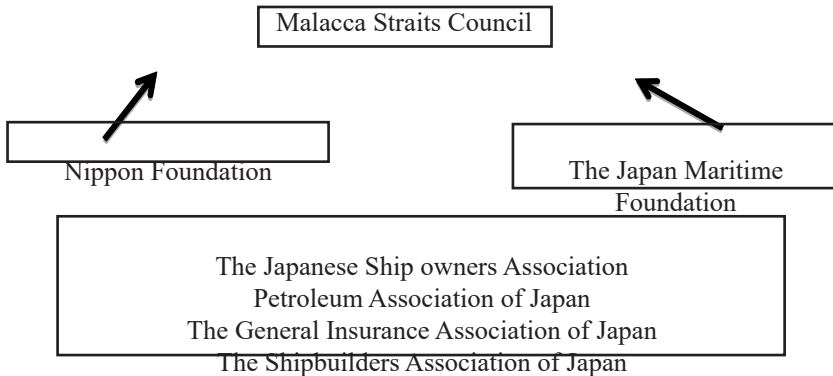 Malacca Straits Council
Nippon Foundation
The Japan Maritime
Foundation
The Japanese Ship owners Association
Petroleum Association of Japan
The General Insurance Association of Japan
The Shipbuilders Association of Japan